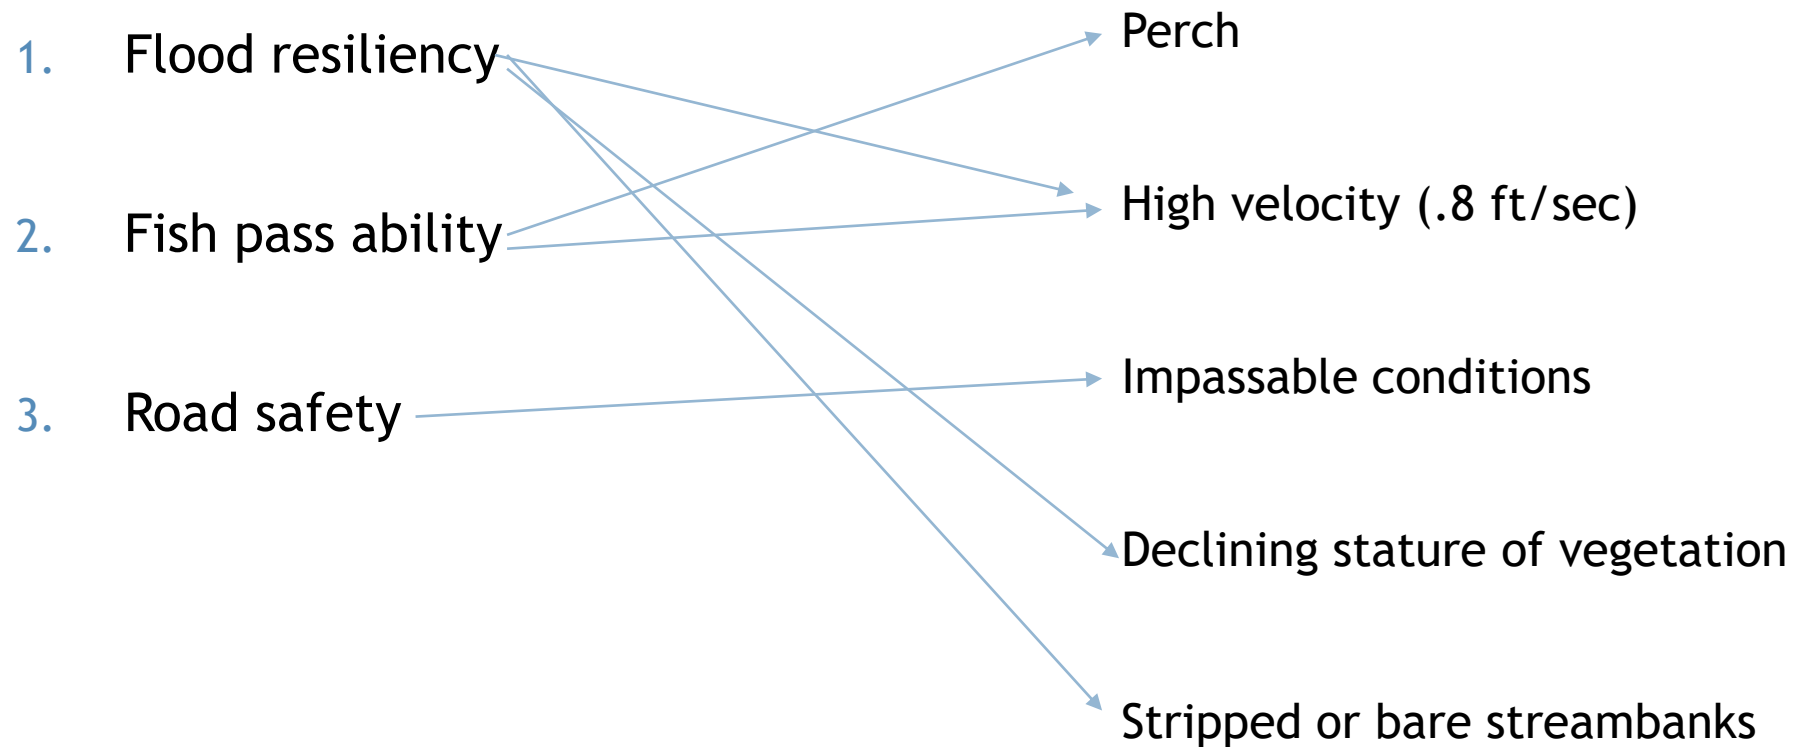 1. Flood resiliency
2. Fish pass ability
3. Road safety
Perch
High velocity (.8 ft/sec)
Impassable conditions
Declining stature of vegetation
Stripped or bare streambanks